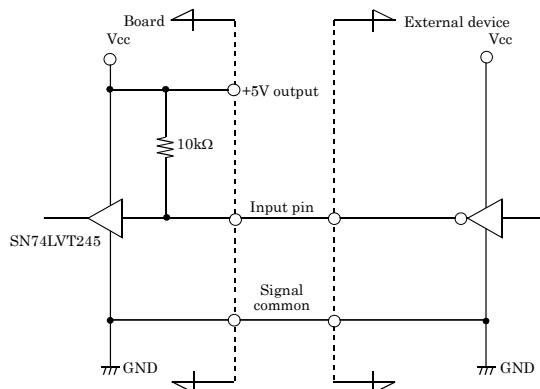 Board
External device
Vcc
Vcc
+5V output
10kΩ
Input pin
SN74LVT245
Signal
common
GND
GND